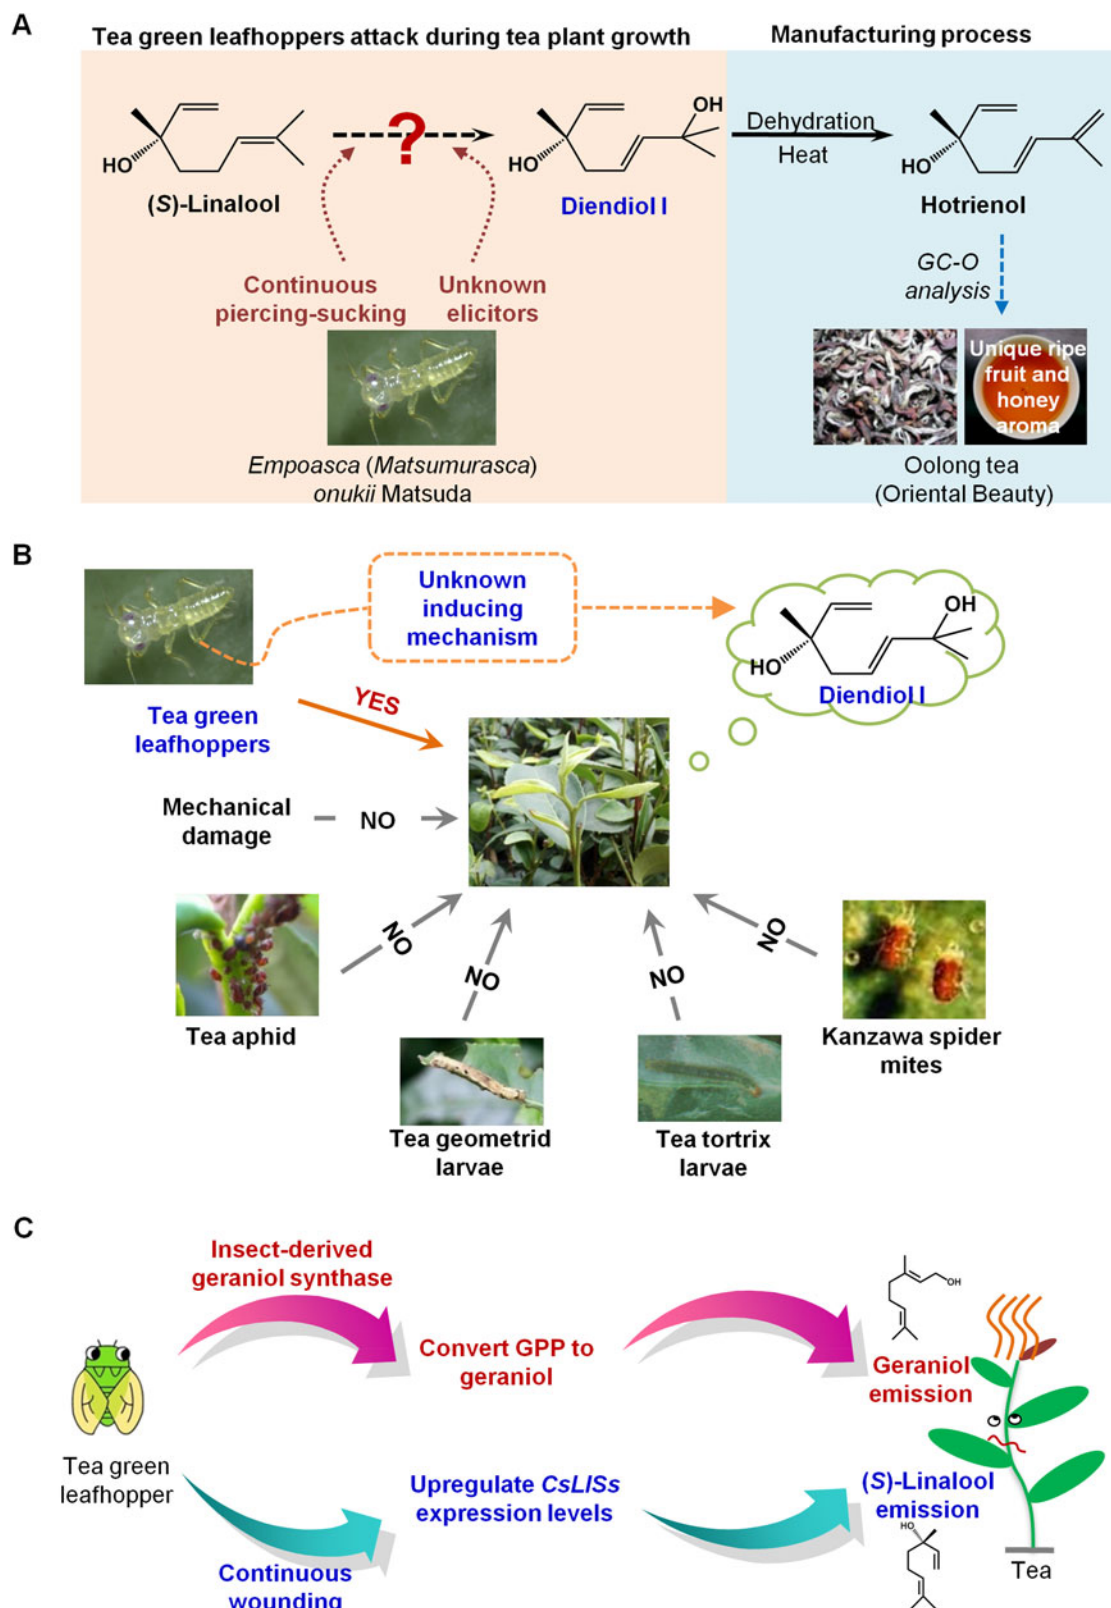 A
Tea green leafhoppers attack during tea plant growth
Manufacturing process
HO
(S)-Linalool
?
OH
HO
Diendiol I
Dehydration
Heat
HO
Hotrienol
Continuous
piercing-sucking
Unknown
elicitors
GC-O
analysis
Unique ripe
fruit and
honey
aroma
Empoasca (Matsumurasca)
onukii Matsuda
Oolong tea
(Oriental Beauty)
B
Unknown
inducing
mechanism
OH
HO
Diendiol I
Tea green
leafhoppers
YES
Mechanical
damage
NO
NO
NO
NO
NO
Tea aphid
Tea geometrid
larvae
Tea tortrix
larvae
Kanzawa spider
mites
C
Insect-derived
geraniol synthase
Convert GPP to
geraniol
OH
Geraniol
emission
Tea green
leafhopper
Upregulate CsLISs
expression levels
(S)-Linalool
emission
HO
Continuous
wounding
Tea